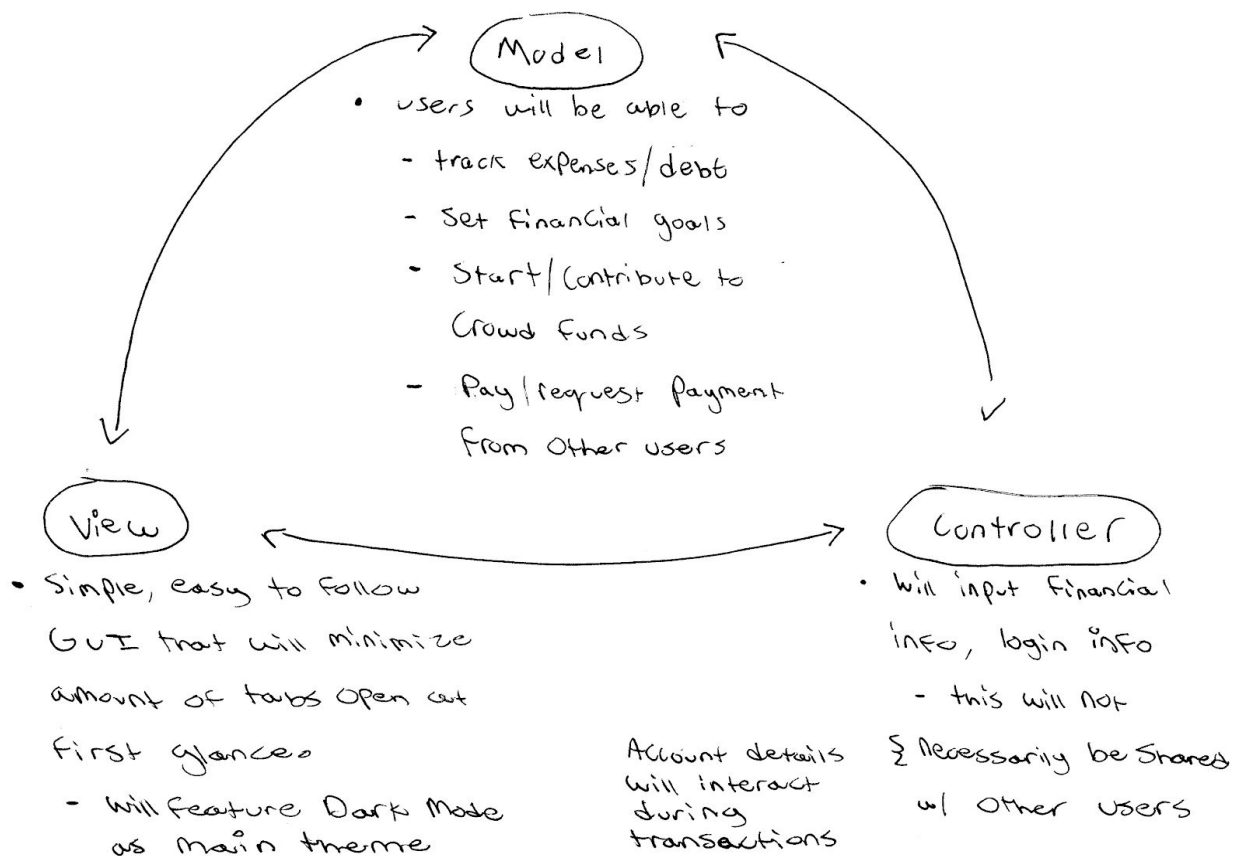 Model
• users will be able to
- track expenses/debt
- Set financial goals
- Start/Contribute to
Crowd funds
- Pay/request payment
from other users
View
• Simple, easy to follow
GUI that will minimize
amount of tabs open at
first glance.
- will feature Dark Mode
as main theme
Controller
• will input financial
info, login info
- this will not
necessarily be shared
w/ other users
Account details
will interact
during
transactions